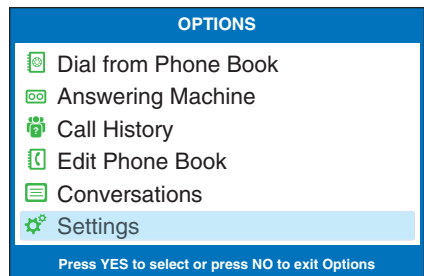 OPTIONS
Dial from Phone Book
Answering Machine
Call History
Edit Phone Book
Conversations
Settings
Press YES to select or press NO to exit Options